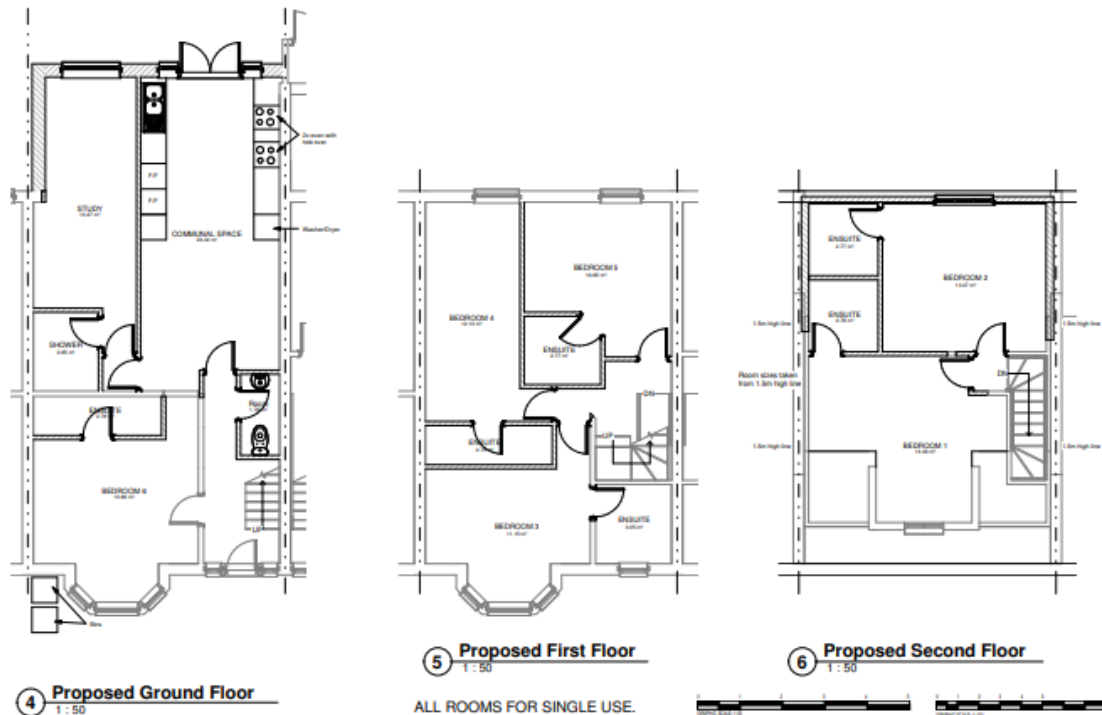 2x oven with
hob over
F/F
F/F
STUDY
COMMUNAL SPACE
Washer/Dryer
SHOWER
ENSUITE
Room
BEDROOM 6
UP
Bins
4
Proposed Ground Floor
1 : 50
BEDROOM 5
BEDROOM 4
ENSUITE
DN
UP
ENSUITE
BEDROOM 3
ENSUITE
5
Proposed First Floor
1 : 50
ALL ROOMS FOR SINGLE USE.
ENSUITE
BEDROOM 2
ENSUITE
1.5m high line
1.5m high line
Room sizes taken
from 1.5m high line
DN
1.5m high line
1.5m high line
BEDROOM 1
6
Proposed Second Floor
1 : 50